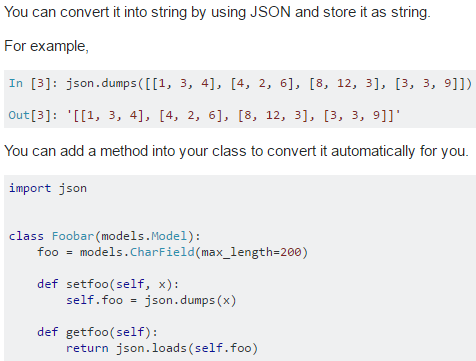 You can convert it into string by using JSON and store it as string.
For example,
In [3]: json.dumps([[1, 3, 4], [4, 2, 6], [8, 12, 3], [3, 3, 9]])
Out[3]: '[[1, 3, 4], [4, 2, 6], [8, 12, 3], [3, 3, 9]]'
You can add a method into your class to convert it automatically for you.
import json
class Foobar(models.Model):
    foo = models.CharField(max_length=200)
    def setfoo(self, x):
        self.foo = json.dumps(x)
    def getfoo(self):
        return json.loads(self.foo)